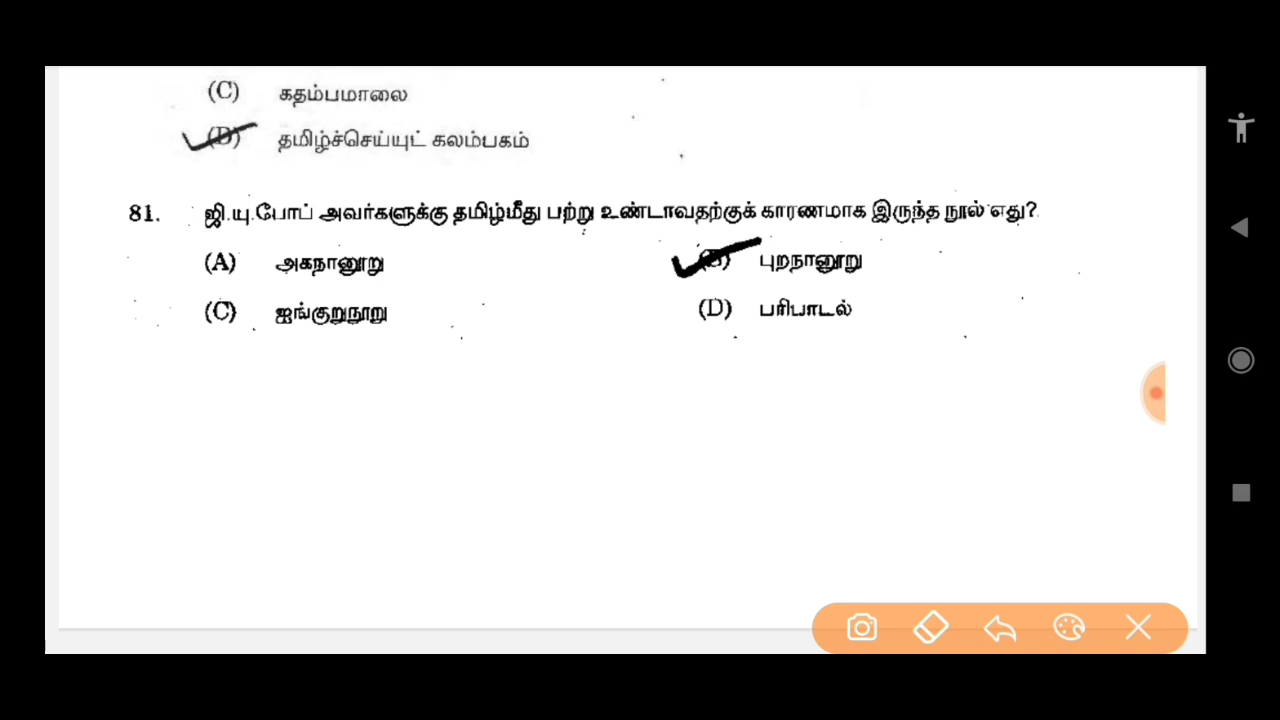 (C) கதம்பமாலை
(D) தமிழ்ச்செய்யுட் கலம்பகம்
81. ஜி.யு.போப் அவர்களுக்கு தமிழ்மீது பற்று உண்டாவதற்குக் காரணமாக இருந்த நூல் எது?
(A) அகநானூறு (B) புறநானூறு
(C) ஐங்குறுநூறு (D) பரிபாடல்